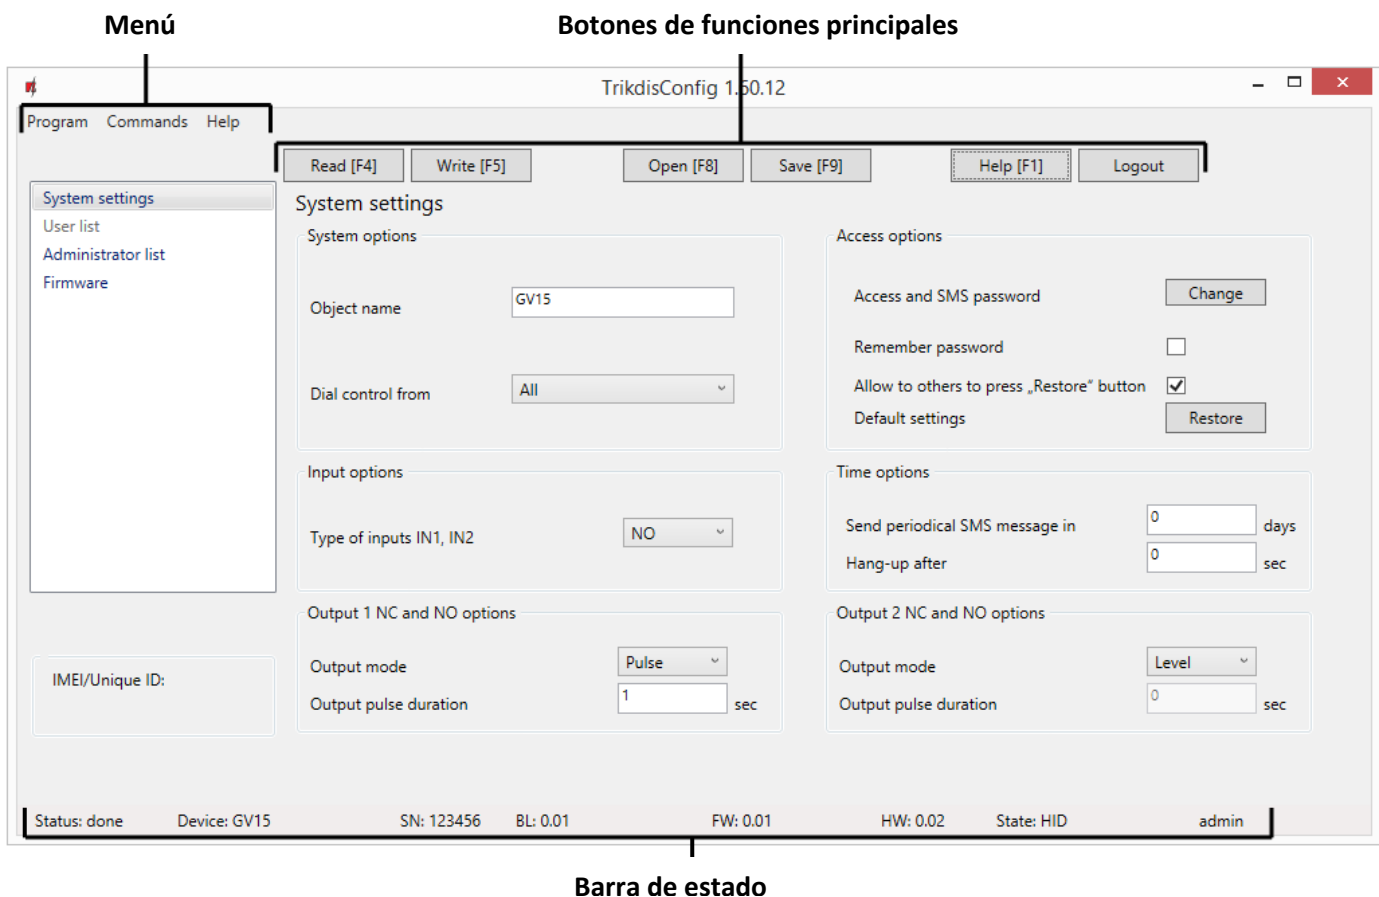 Menú
Botones de funciones principales
TrikdisConfig 1.60.12
Program Commands Help
Read [F4] Write [F5] Open [F8] Save [F9] Help [F1] Logout
System settings
User list
Administrator list
Firmware
System settings
System options
Object name GV15
Dial control from All
Access options
Access and SMS password Change
Remember password
Allow to others to press „Restore“ button
Default settings Restore
Input options
Type of inputs IN1, IN2 NO
Time options
Send periodical SMS message in 0 days
Hang-up after 0 sec
Output 1 NC and NO options
Output mode Pulse
Output pulse duration 1 sec
Output 2 NC and NO options
Output mode Level
Output pulse duration 0 sec
IMEI/Unique ID:
Status: done Device: GV15 SN: 123456 BL: 0.01 FW: 0.01 HW: 0.02 State: HID admin
Barra de estado